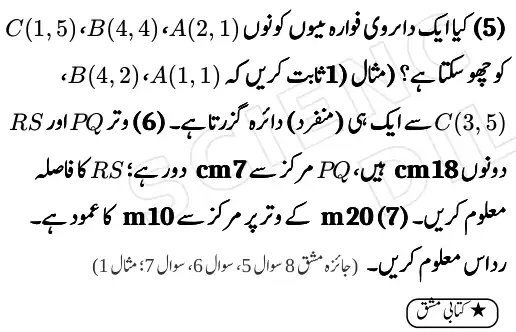 (5) کیا ایک دائروی فوارہ تینوں کونوں A(2, 1)، B(4, 4)، C(1, 5)
کو چھو سکتا ہے؟ (مثال 1) ثابت کریں کہ A(1, 1)، B(4, 2)،
C(3, 5) سے ایک ہی (منفرد) دائرہ گزرتا ہے۔ (6) وتر PQ اور RS
دونوں 18cm ہیں، PQ مرکز سے 7cm دور ہے؛ RS کا فاصلہ
معلوم کریں۔ (7) 20m کے وتر پر مرکز سے 10m کا عمود ہے۔
رداس معلوم کریں۔ (جائزہ مشق 8 سوال 5، سوال 6، سوال 7؛ مثال 1)
★ کتابی مشق
SCIENCE